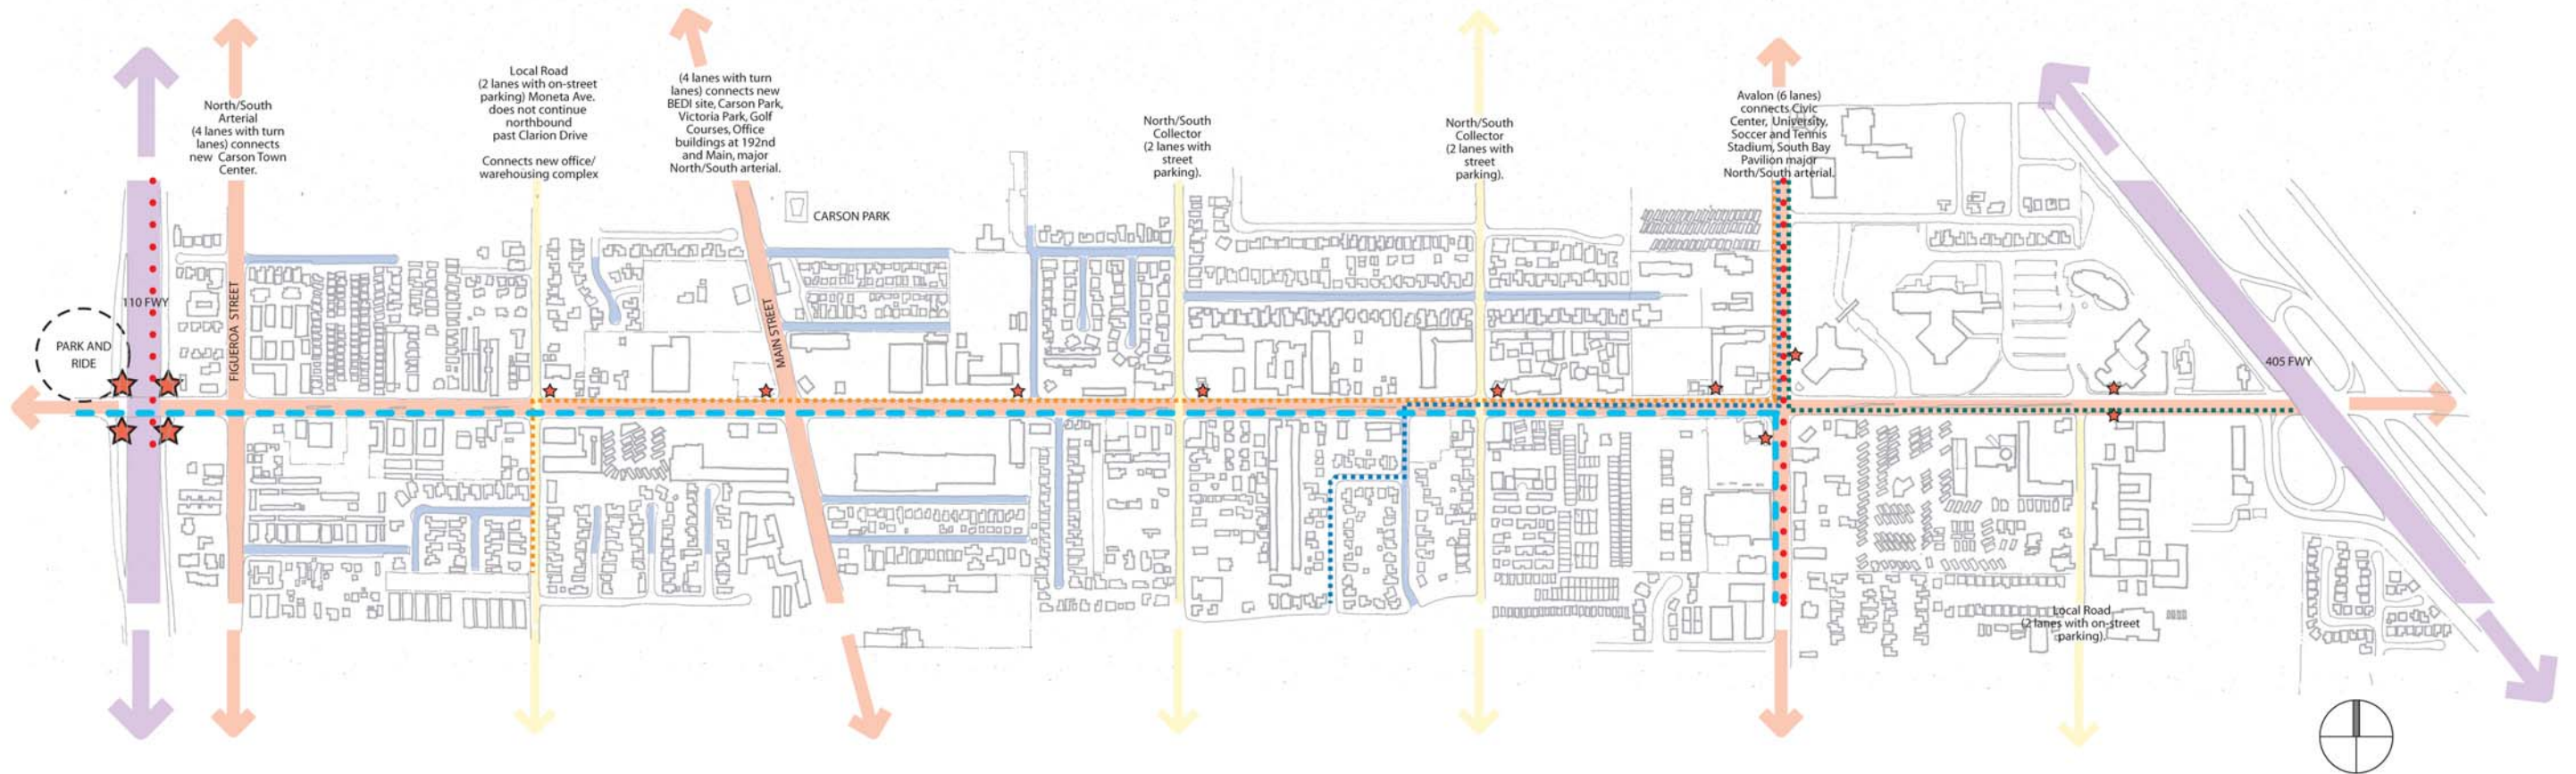 North/South
Arterial
(4 lanes with turn
lanes) connects
new Carson Town
Center.
Local Road
(2 lanes with on-street
parking) Moneta Ave.
does not continue
northbound
past Clarion Drive
Connects new office/
warehousing complex
(4 lanes with turn
lanes) connects new
BEDI site, Carson Park,
Victoria Park, Golf
Courses, Office
buildings at 192nd
and Main, major
North/South arterial.
North/South
Collector
(2 lanes with
street
parking).
North/South
Collector
(2 lanes with
street
parking).
Avalon (6 lanes)
connects Civic
Center, University,
Soccer and Tennis
Stadium, South Bay
Pavilion major
North/South arterial.
CARSON PARK
110 FWY
FIGUEROA STREET
MAIN STREET
PARK AND
RIDE
405 FWY
Local Road
(2 lanes with on-street
parking).